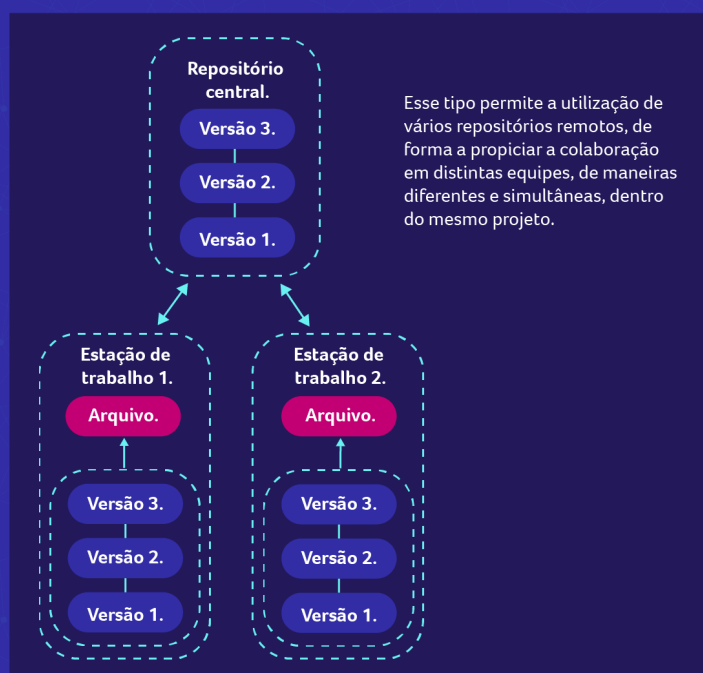 Repositório
central.
Versão 3.
Versão 2.
Versão 1.
Esse tipo permite a utilização de
vários repositórios remotos, de
forma a propiciar a colaboração
em distintas equipes, de maneiras
diferentes e simultâneas, dentro
do mesmo projeto.
Estação de
trabalho 1.
Arquivo.
Versão 3.
Versão 2.
Versão 1.
Estação de
trabalho 2.
Arquivo.
Versão 3.
Versão 2.
Versão 1.